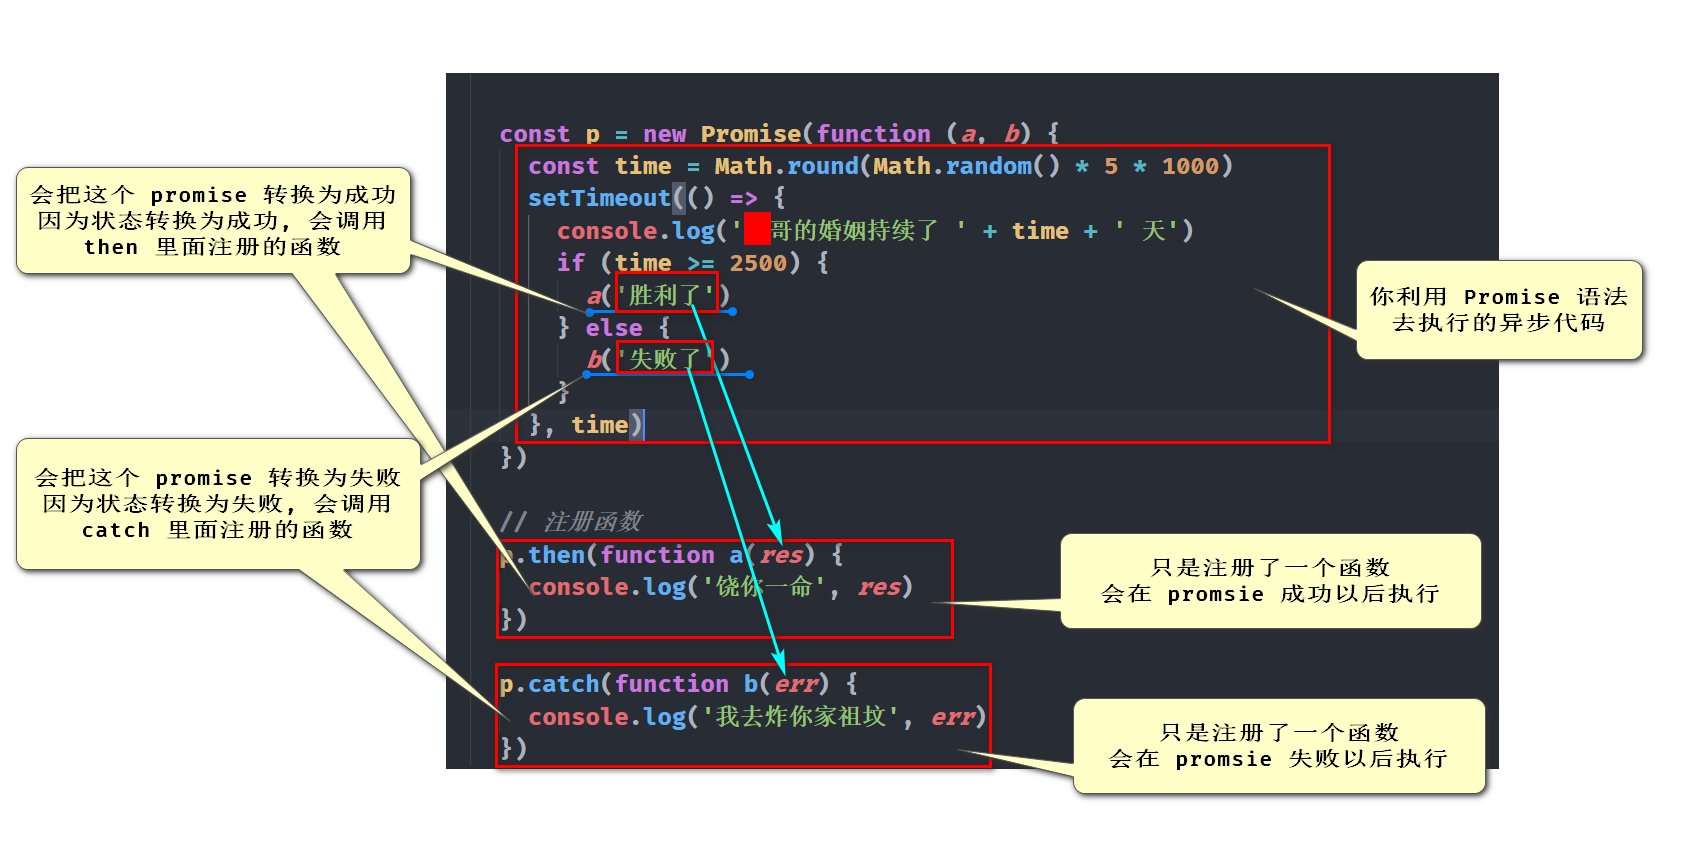 const p = new Promise(function (a, b) {
const time = Math.round(Math.random() * 5 * 1000)
setTimeout(() => {
console.log('哥的婚姻持续了 ' + time + ' 天')
if (time >= 2500) {
a('胜利了')
} else {
b('失败了')
}
}, time)
})
// 注册函数
p.then(function a(res) {
console.log('饶你一命', res)
})
p.catch(function b(err) {
console.log('我去炸你家祖坟', err)
})
会把这个 promise 转换为成功
因为状态转换为成功, 会调用
then 里面注册的函数
会把这个 promise 转换为失败
因为状态转换为失败, 会调用
catch 里面注册的函数
你利用 Promise 语法
去执行的异步代码
只是注册了一个函数
会在 promsie 成功以后执行
只是注册了一个函数
会在 promsie 失败以后执行